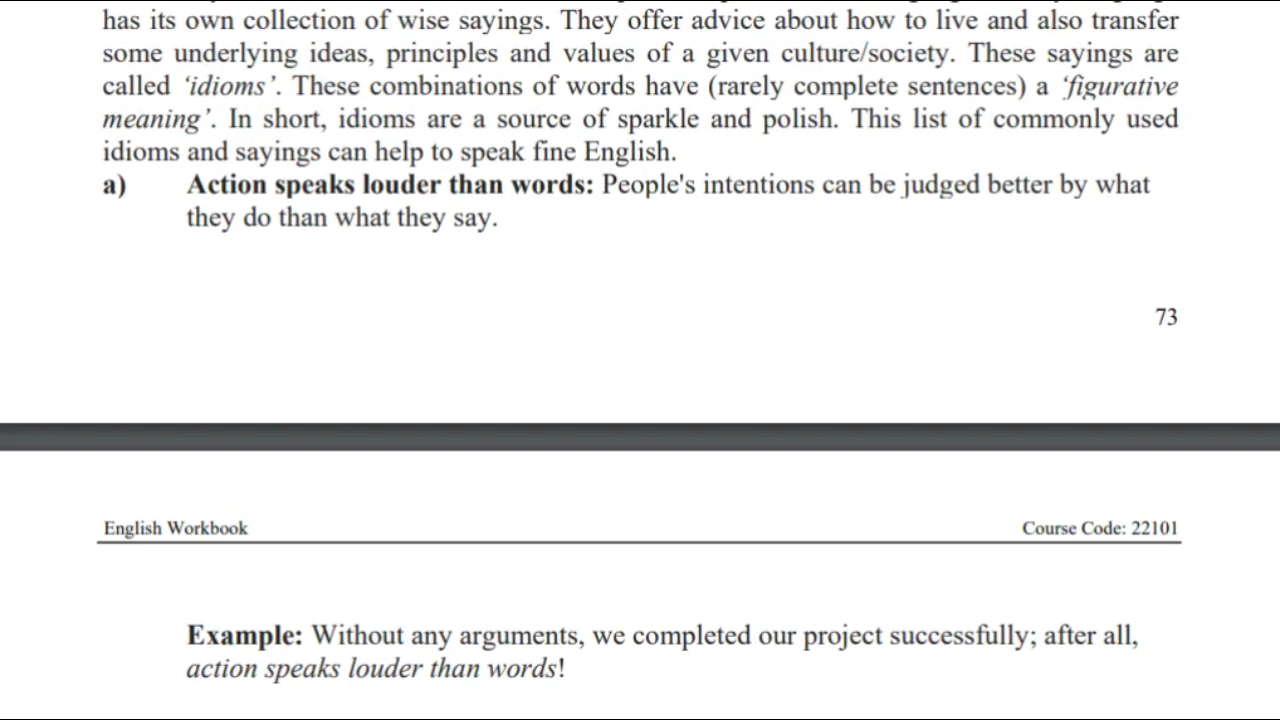 has its own collection of wise sayings. They offer advice about how to live and also transfer
some underlying ideas, principles and values of a given culture/society. These sayings are
called ‘idioms’. These combinations of words have (rarely complete sentences) a ‘figurative
meaning’. In short, idioms are a source of sparkle and polish. This list of commonly used
idioms and sayings can help to speak fine English.
a) Action speaks louder than words: People's intentions can be judged better by what
they do than what they say.
73
English Workbook Course Code: 22101
Example: Without any arguments, we completed our project successfully; after all,
action speaks louder than words!